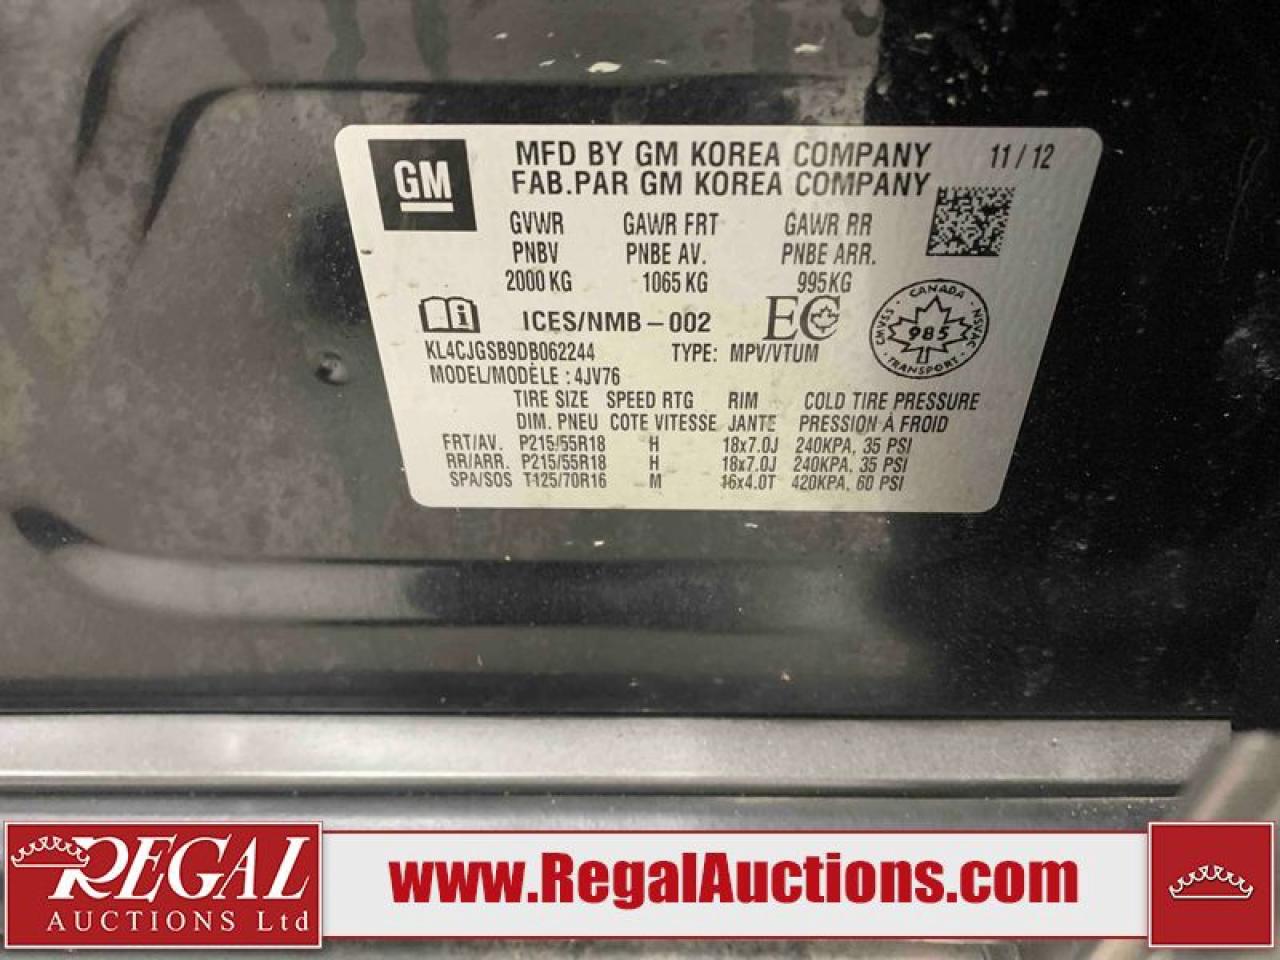 GM
MFD BY GM KOREA COMPANY 11/12
FAB.PAR GM KOREA COMPANY
GVWR GAWR FRT GAWR RR
PNBV PNBE AV. PNBE ARR.
2000 KG 1065 KG 995KG
i ICES/NMB-002 EC
CANADA
CMVSS 985 NSVAC
TRANSPORT
KL4CJGSB9DB062244 TYPE: MPV/VTUM
MODEL/MODÈLE : 4JV76
TIRE SIZE SPEED RTG RIM COLD TIRE PRESSURE
DIM. PNEU COTE VITESSE JANTE PRESSION À FROID
FRT/AV. P215/55R18 H 18x7.0J 240KPA, 35 PSI
RR/ARR. P215/55R18 H 18x7.0J 240KPA, 35 PSI
SPA/SOS T125/70R16 M 16x4.0T 420KPA, 60 PSI
REGAL
AUCTIONS Ltd
www.RegalAuctions.com